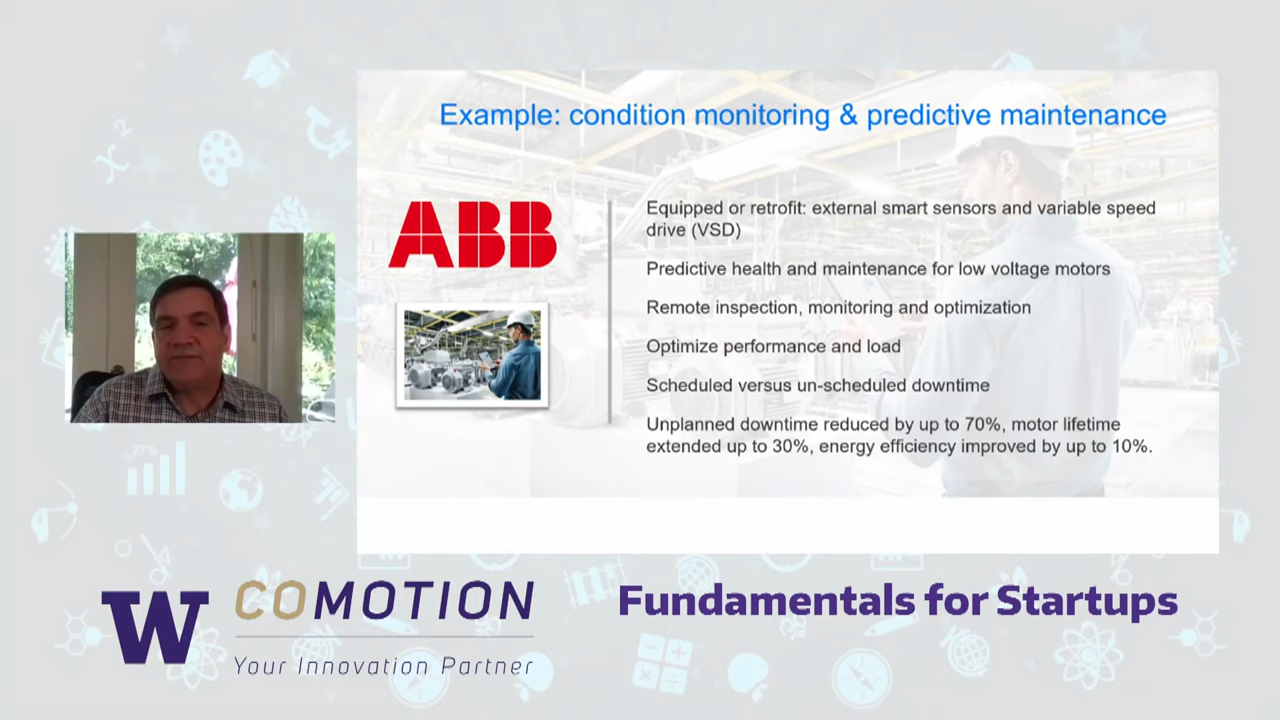 Example: condition monitoring & predictive maintenance
ABB
Equipped or retrofit: external smart sensors and variable speed
drive (VSD)
Predictive health and maintenance for low voltage motors
Remote inspection, monitoring and optimization
Optimize performance and load
Scheduled versus un-scheduled downtime
Unplanned downtime reduced by up to 70%, motor lifetime
extended up to 30%, energy efficiency improved by up to 10%.
W COMOTION
Your Innovation Partner
Fundamentals for Startups